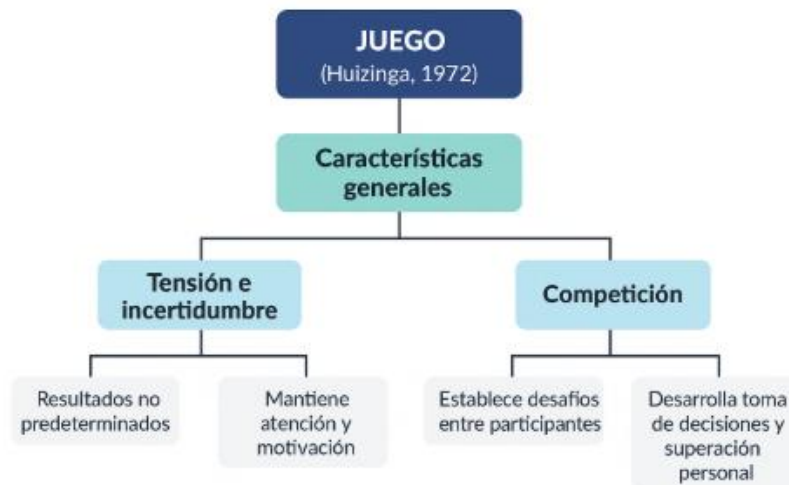 JUEGO
(Huizinga, 1972)
Características
generales
Tensión e
incertidumbre
Competición
Resultados no
predeterminados
Mantiene
atención y
motivación
Establece desafíos
entre participantes
Desarrolla toma
de decisiones y
superación
personal